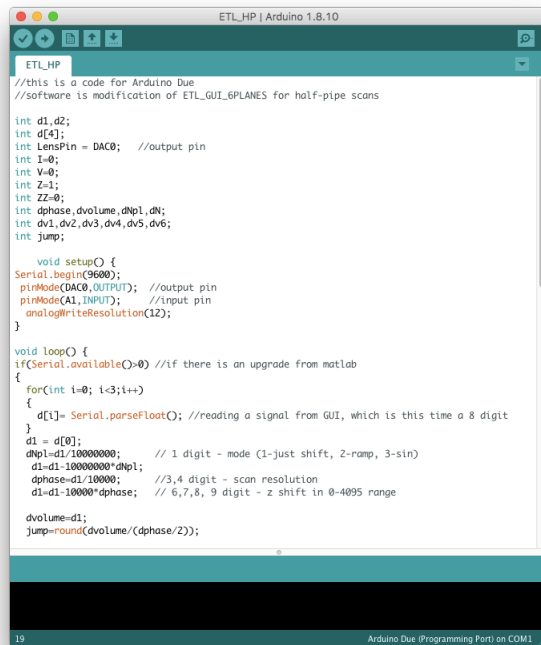 ETL_HP | Arduino 1.8.10
ETL_HP
//this is a code for Arduino Due
//software is modification of ETL_GUI_6PLANES for half-pipe scans
int d1,d2;
int d[4];
int LensPin = DAC0;   //output pin
int I=0;
int V=0;
int Z=1;
int ZZ=0;
int dphase,dvolume,dNpl,dN;
int dv1,dv2,dv3,dv4,dv5,dv6;
int jump;
void setup() {
Serial.begin(9600);
pinMode(DAC0,OUTPUT);  //output pin
pinMode(A1,INPUT);     //input pin
analogWriteResolution(12);
}
void loop() {
if(Serial.available()>0) //if there is an upgrade from matlab
{
for(int i=0; i<3;i++)
{
d[i]= Serial.parseFloat(); //reading a signal from GUI, which is this time a 8 digit
}
d1 = d[0];
dNpl=d1/10000000;     // 1 digit - mode (1-just shift, 2-ramp, 3-sin)
d1=d1-10000000*dNpl;
dphase=d1/10000;      //3,4 digit - scan resolution
d1=d1-10000*dphase;   // 6,7,8, 9 digit - z shift in 0-4095 range
dvolume=d1;
jump=round(dvolume/(dphase/2));
19
Arduino Due (Programming Port) on COM1